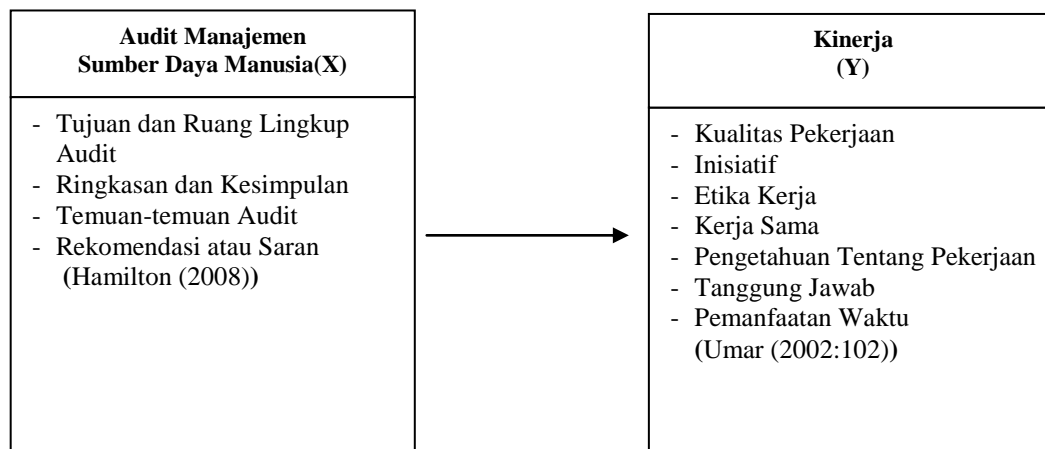 Audit Manajemen
Sumber Daya Manusia(X)
- Tujuan dan Ruang Lingkup
Audit
- Ringkasan dan Kesimpulan
- Temuan-temuan Audit
- Rekomendasi atau Saran
(Hamilton (2008))
Kinerja
(Y)
- Kualitas Pekerjaan
- Inisiatif
- Etika Kerja
- Kerja Sama
- Pengetahuan Tentang Pekerjaan
- Tanggung Jawab
- Pemanfaatan Waktu
(Umar (2002:102))